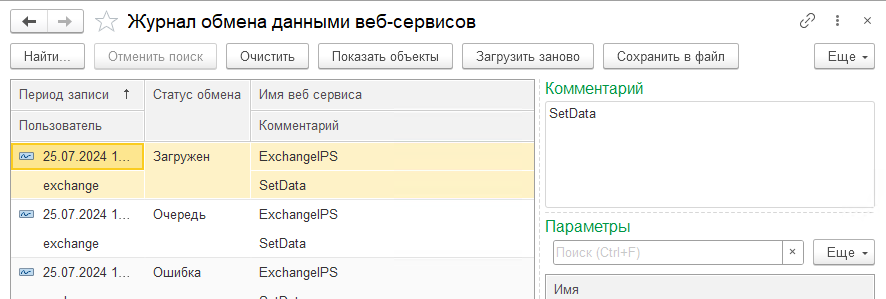 Журнал обмена данными веб-сервисов
Найти...
Отменить поиск
Очистить
Показать объекты
Загрузить заново
Сохранить в файл
Еще
Период записи
Статус обмена
Имя веб сервиса
Пользователь
Комментарий
25.07.2024 1...
Загружен
ExchangeIPS
exchange
SetData
25.07.2024 1...
Очередь
ExchangeIPS
exchange
SetData
25.07.2024 1...
Ошибка
ExchangeIPS
Комментарий
SetData
Параметры
Поиск (Ctrl+F)
×
Еще
Имя